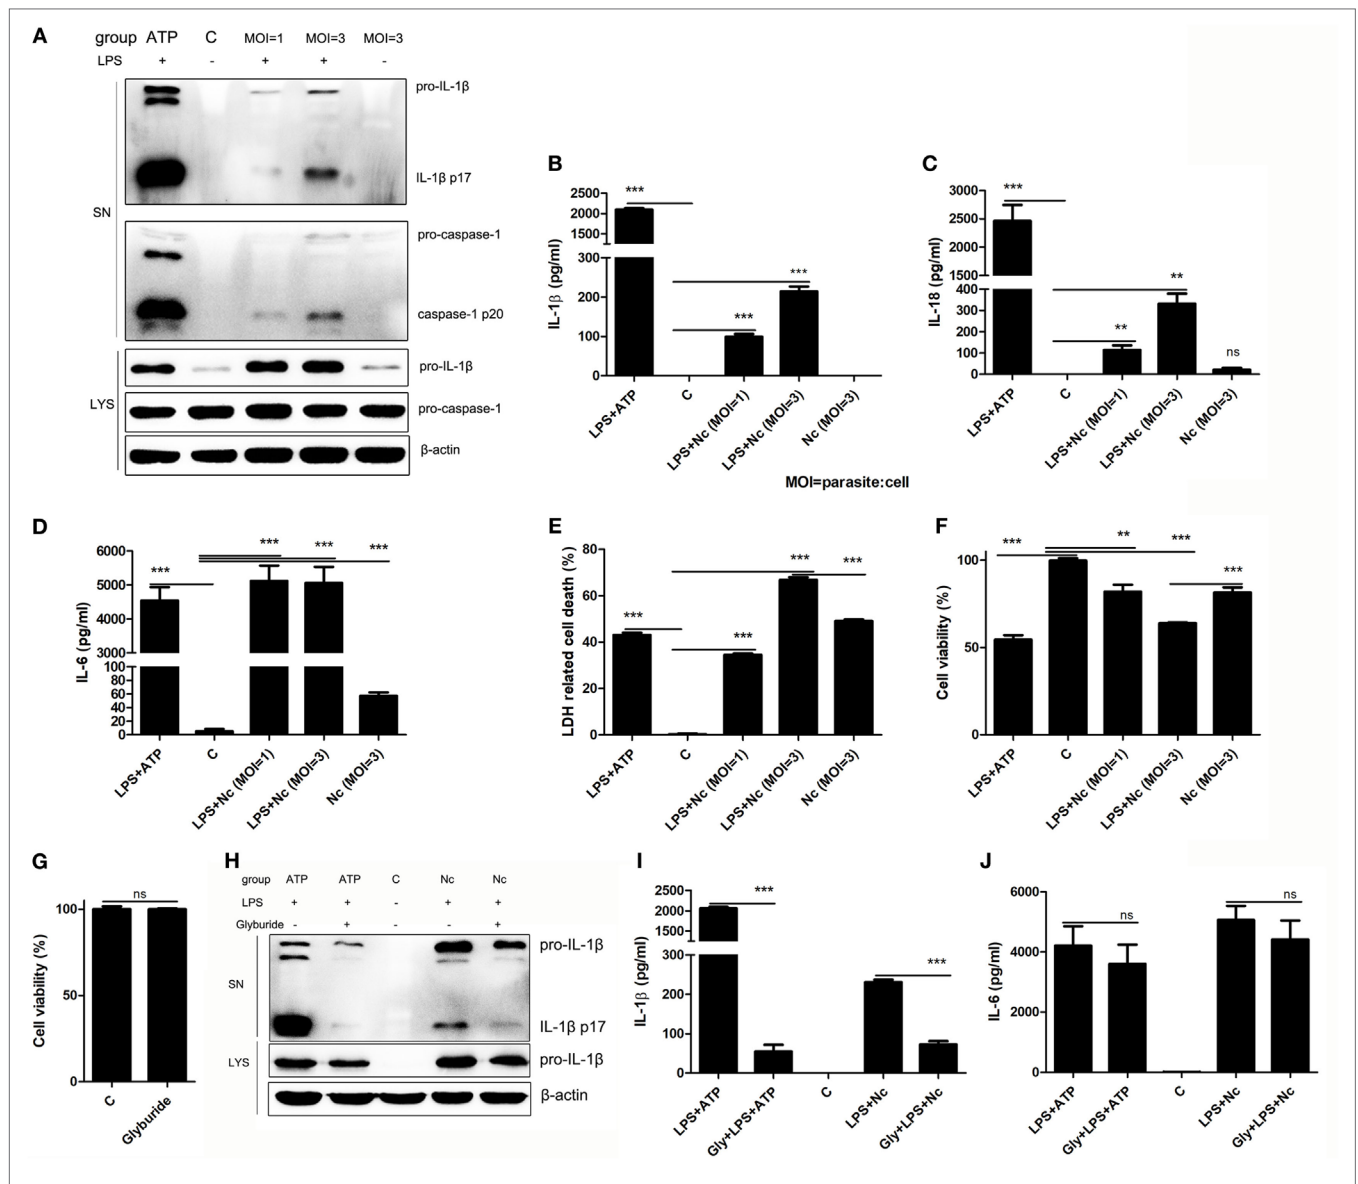 A
group ATP C MOI=1 MOI=3 MOI=3
LPS + - + + -
pro-IL-1β
IL-1β p17
SN
pro-caspase-1
caspase-1 p20
pro-IL-1β
LYS
pro-caspase-1
β-actin
B
IL-1β (pg/ml)
2500
2000
1500
300
200
100
0
***
***
***
LPS+ATP
C
LPS+Nc (MOI=1)
LPS+Nc (MOI=3)
Nc (MOI=3)
C
IL-18 (pg/ml)
3000
2500
2000
1500
400
300
200
100
0
***
**
**
ns
LPS+ATP
C
LPS+Nc (MOI=1)
LPS+Nc (MOI=3)
Nc (MOI=3)
MOI=parasite:cell
D
IL-6 (pg/ml)
6000
5000
4000
3000
100
80
60
40
20
0
***
***
***
***
LPS+ATP
C
LPS+Nc (MOI=1)
LPS+Nc (MOI=3)
Nc (MOI=3)
E
LDH related cell death (%)
80
60
40
20
0
***
***
***
***
LPS+ATP
C
LPS+Nc (MOI=1)
LPS+Nc (MOI=3)
Nc (MOI=3)
F
Cell viability (%)
100
50
0
***
**
***
***
LPS+ATP
C
LPS+Nc (MOI=1)
LPS+Nc (MOI=3)
Nc (MOI=3)
G
Cell viability (%)
100
50
0
ns
C
Glyburide
H
group ATP ATP C Nc Nc
LPS + + - + +
Glyburide - + - - +
pro-IL-1β
SN
IL-1β p17
LYS
pro-IL-1β
β-actin
I
IL-1β (pg/ml)
2500
2000
1500
300
200
100
0
***
***
LPS+ATP
Gly+LPS+ATP
C
LPS+Nc
Gly+LPS+Nc
J
IL-6 (pg/ml)
6000
4000
2000
0
ns
ns
LPS+ATP
Gly+LPS+ATP
C
LPS+Nc
Gly+LPS+Nc